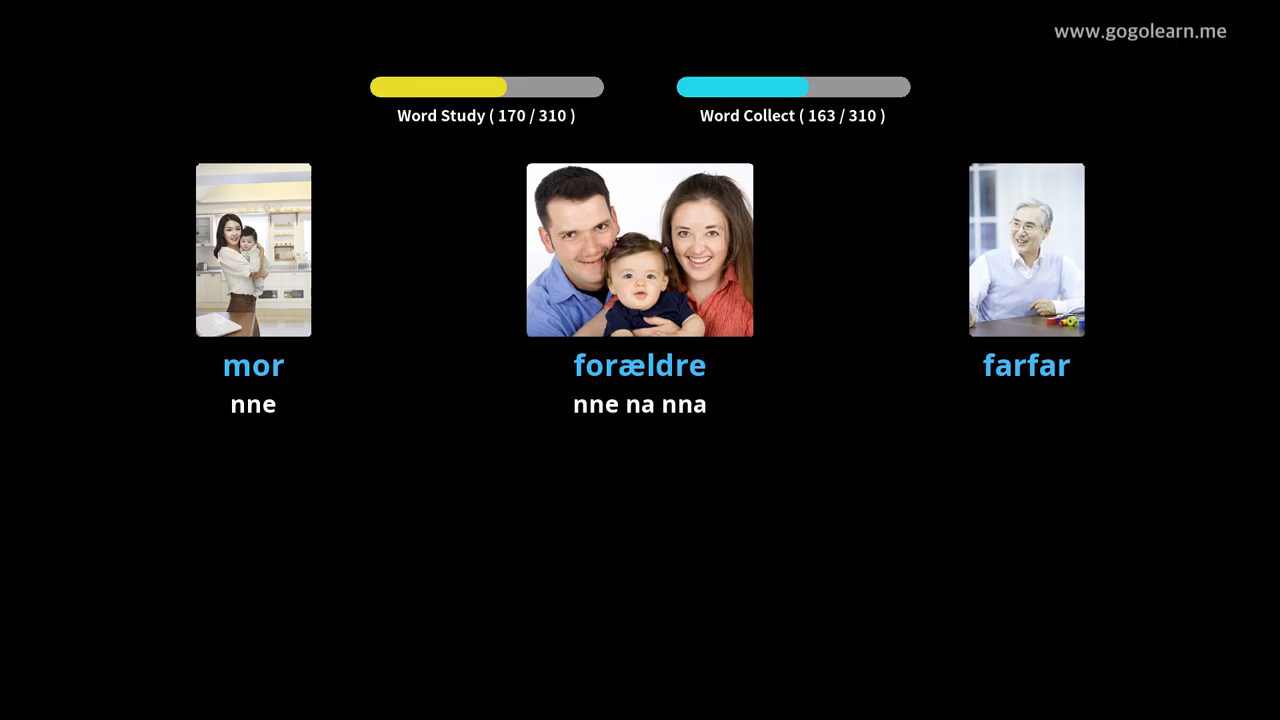 www.gogolearn.me
Word Study ( 170 / 310 )
Word Collect ( 163 / 310 )
mor
forældre
farfar
nne
nne na nna